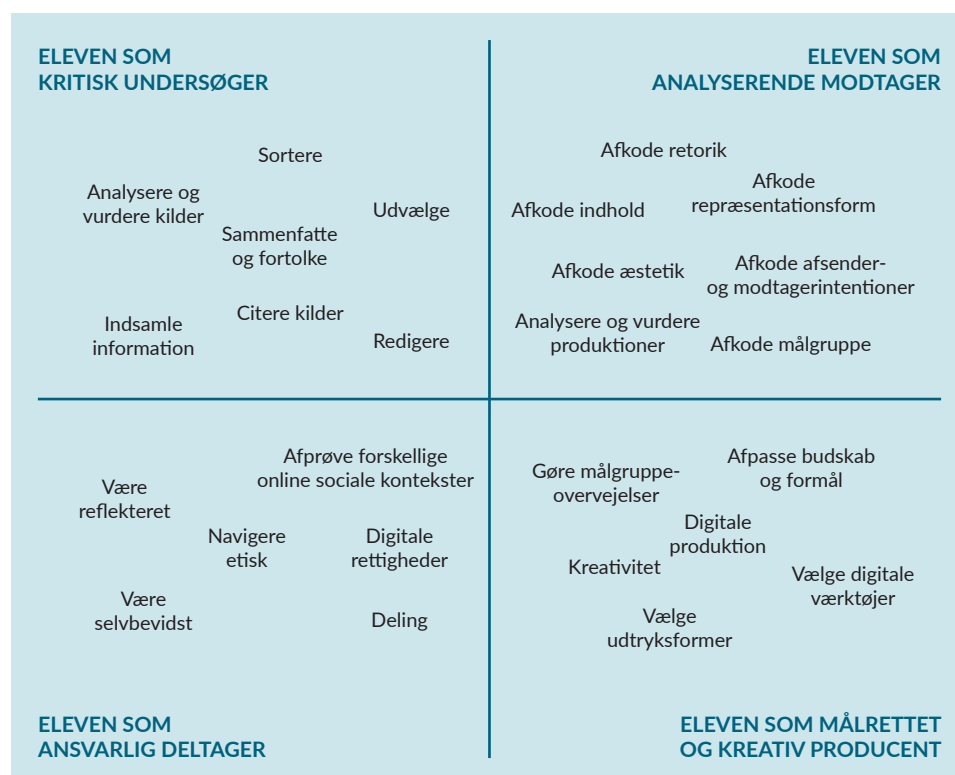 ELEVEN SOM
KRITISK UNDERSØGER
Sortere
Analysere og
vurdere kilder
Udvælge
Sammenfatte
og fortolke
Citere kilder
Indsamle
information
Redigere
ELEVEN SOM
ANALYSERENDE MODTAGER
Afkode retorik
Afkode
repræsentationsform
Afkode indhold
Afkode æstetik
Afkode afsender-
og modtagerintentioner
Analysere og vurdere
produktioner
Afkode målgruppe
Afprøve forskellige
online sociale kontekster
Være
reflekteret
Navigere
etisk
Digitale
rettigheder
Være
selvbevidst
Deling
ELEVEN SOM
ANSVARLIG DELTAGER
Gøre målgruppe-
overvejelser
Afpasse budskab
og formål
Digitale
produktion
Kreativitet
Vælge digitale
værktøjer
Vælge
udtryksformer
ELEVEN SOM MÅLRETTET
OG KREATIV PRODUCENT